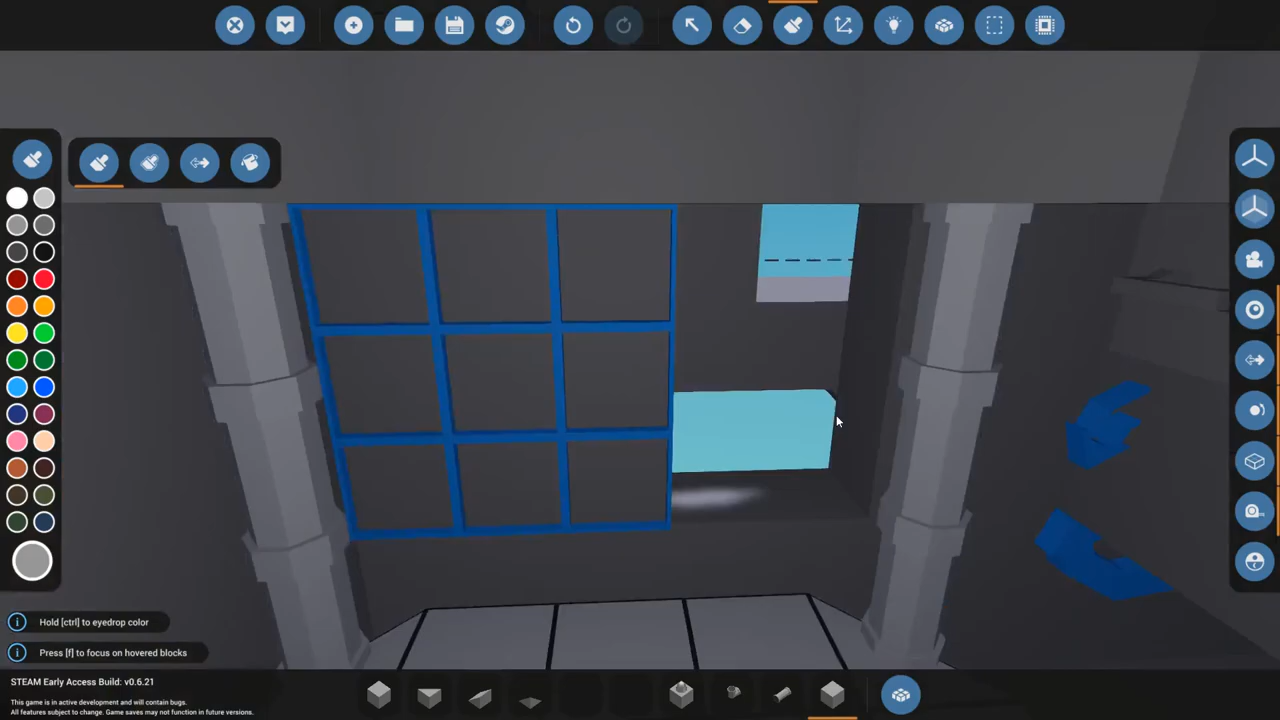 Hold [ctrl] to eyedrop color
Press [f] to focus on hovered blocks
STEAM Early Access Build: v0.6.21
This game is in active development and will contain bugs.
All features subject to change. Game saves may not function in future versions.